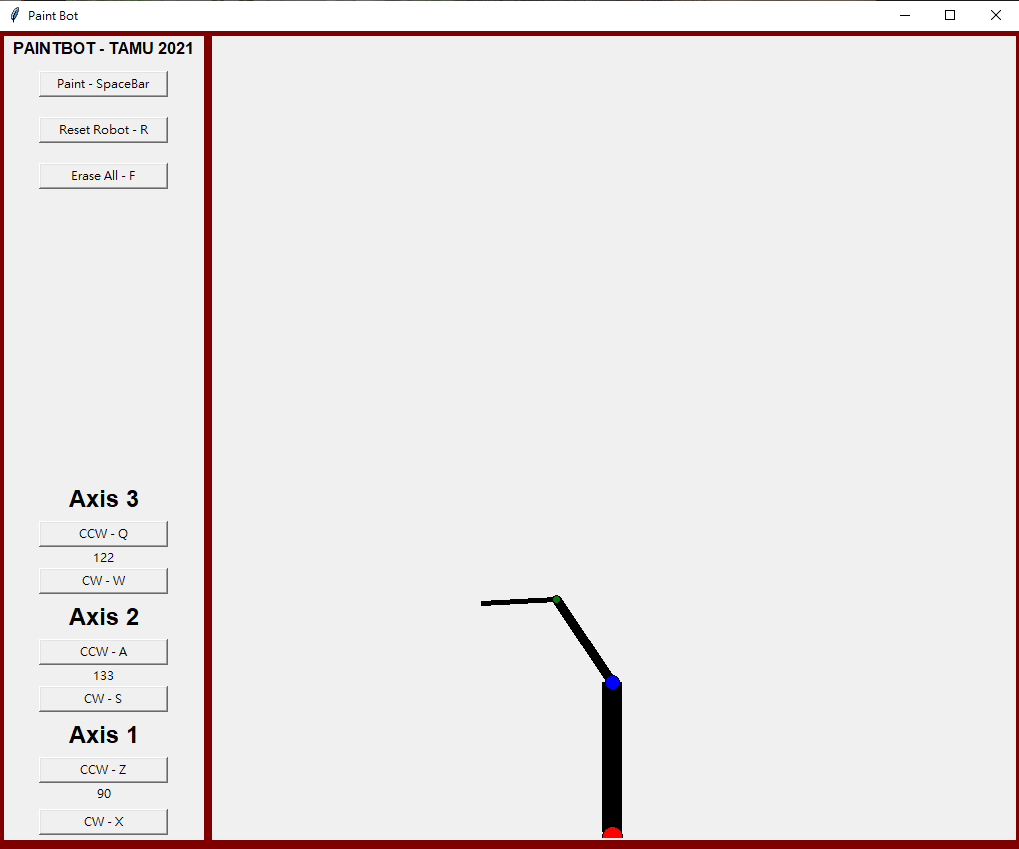 Paint Bot
PAINTBOT - TAMU 2021
Paint - SpaceBar
Reset Robot - R
Erase All - F
Axis 3
CCW - Q
122
CW - W
Axis 2
CCW - A
133
CW - S
Axis 1
CCW - Z
90
CW - X